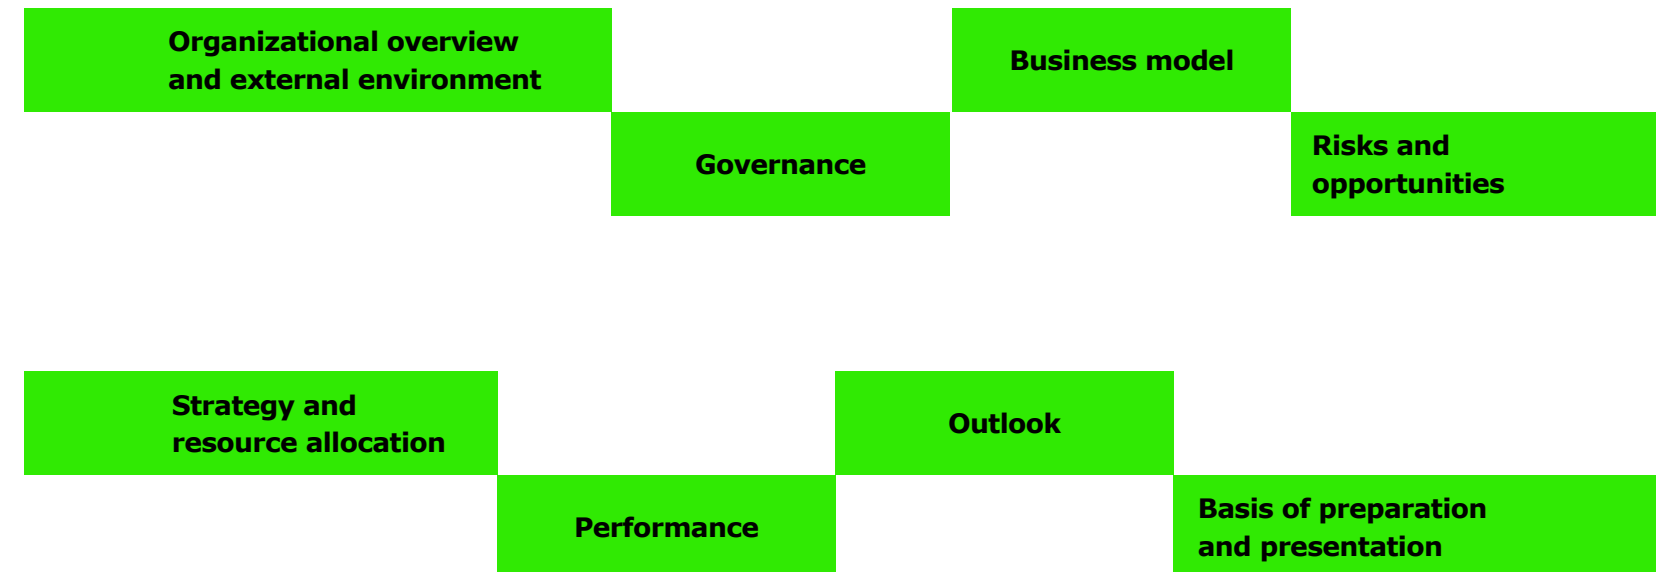 Organizational overview
and external environment
Governance
Business model
Risks and
opportunities
Strategy and
resource allocation
Performance
Outlook
Basis of preparation
and presentation